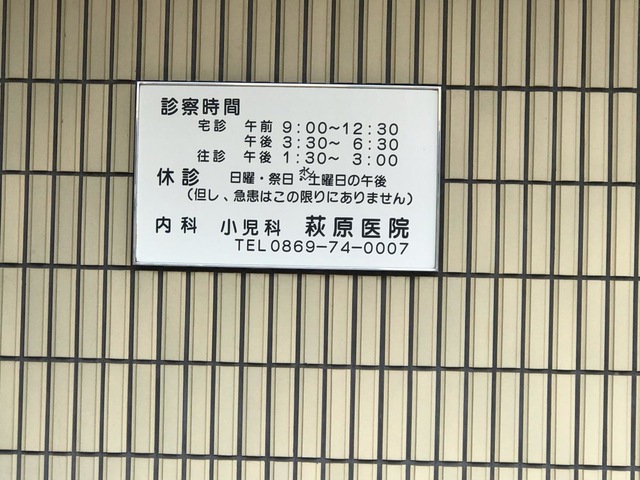 診察時間
宅診 午前 9:00~12:30
午後 3:30~ 6:30
往診 午後 1:30~ 3:00
休診 日曜・祭日・水・土曜日の午後
(但し、急患はこの限りにありません)
内科 小児科 萩原医院
TEL0869-74-0007